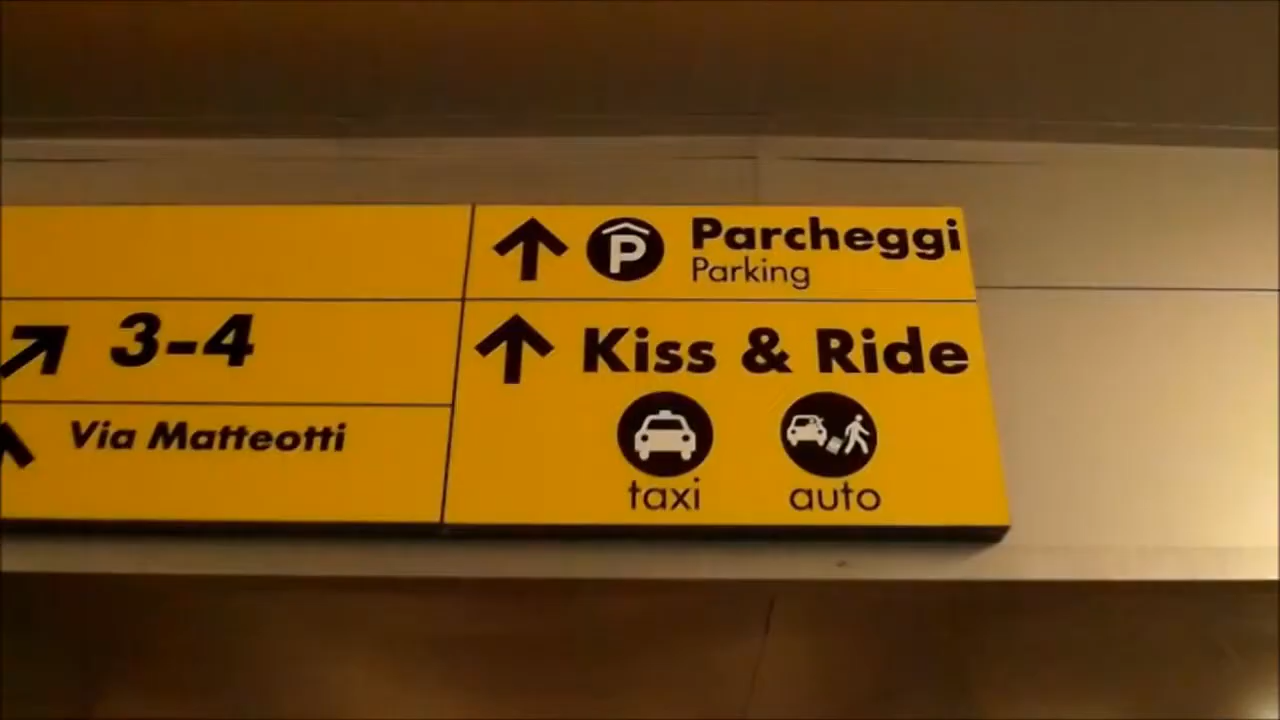 3-4
Via Matteotti
P Parcheggi
Parking
Kiss & Ride
taxi auto